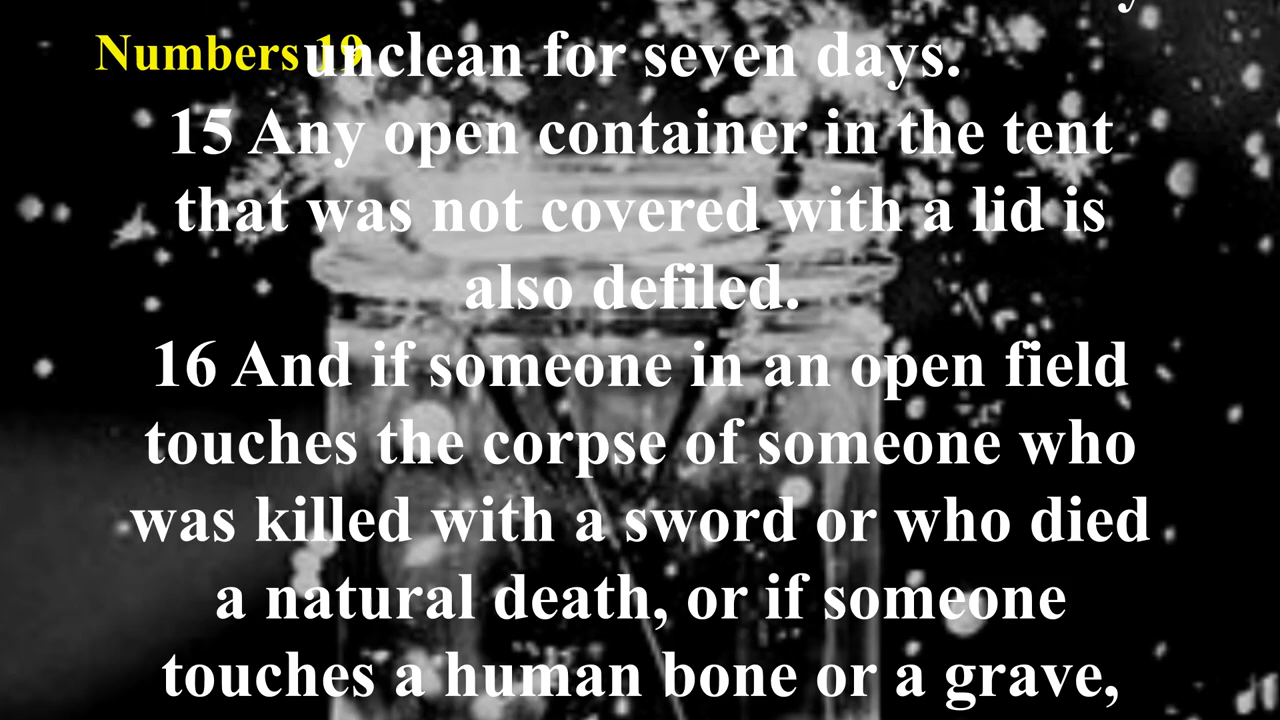 Numbers 19
unclean for seven days.
15 Any open container in the tent
that was not covered with a lid is
also defiled.
16 And if someone in an open field
touches the corpse of someone who
was killed with a sword or who died
a natural death, or if someone
touches a human bone or a grave,